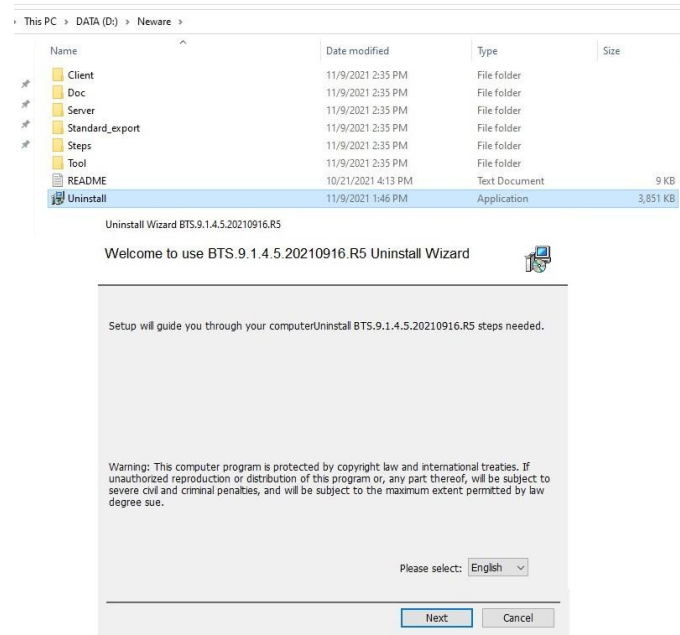 This PC > DATA (D:) > Neware >
Name Date modified Type Size
Client 11/9/2021 2:35 PM File folder
Doc 11/9/2021 2:35 PM File folder
Server 11/9/2021 2:35 PM File folder
Standard_export 11/9/2021 2:35 PM File folder
Steps 11/9/2021 2:35 PM File folder
Tool 11/9/2021 2:35 PM File folder
README 10/21/2021 4:13 PM Text Document 9 KB
Uninstall 11/9/2021 1:46 PM Application 3,851 KB
Uninstall Wizard BTS.9.1.4.5.20210916.R5
Welcome to use BTS.9.1.4.5.20210916.R5 Uninstall Wizard
Setup will guide you through your computerUninstall BTS.9.1.4.5.20210916.R5 steps needed.
Warning: This computer program is protected by copyright law and international treaties. If
unauthorized reproduction or distribution of this program or, any part thereof, will be subject to
severe civil and criminal penalties, and will be subject to the maximum extent permitted by law
degree sue.
Please select: English
Next Cancel